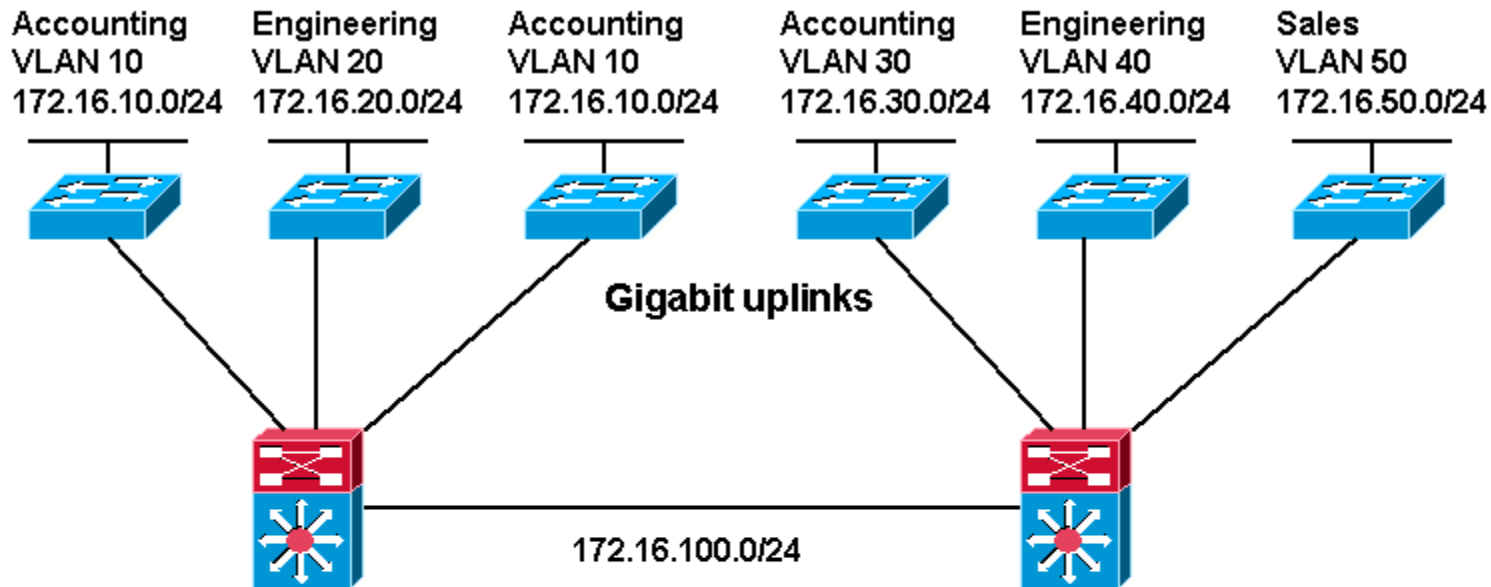 Accounting
VLAN 10
172.16.10.0/24
Engineering
VLAN 20
172.16.20.0/24
Accounting
VLAN 10
172.16.10.0/24
Accounting
VLAN 30
172.16.30.0/24
Engineering
VLAN 40
172.16.40.0/24
Sales
VLAN 50
172.16.50.0/24
Gigabit uplinks
172.16.100.0/24